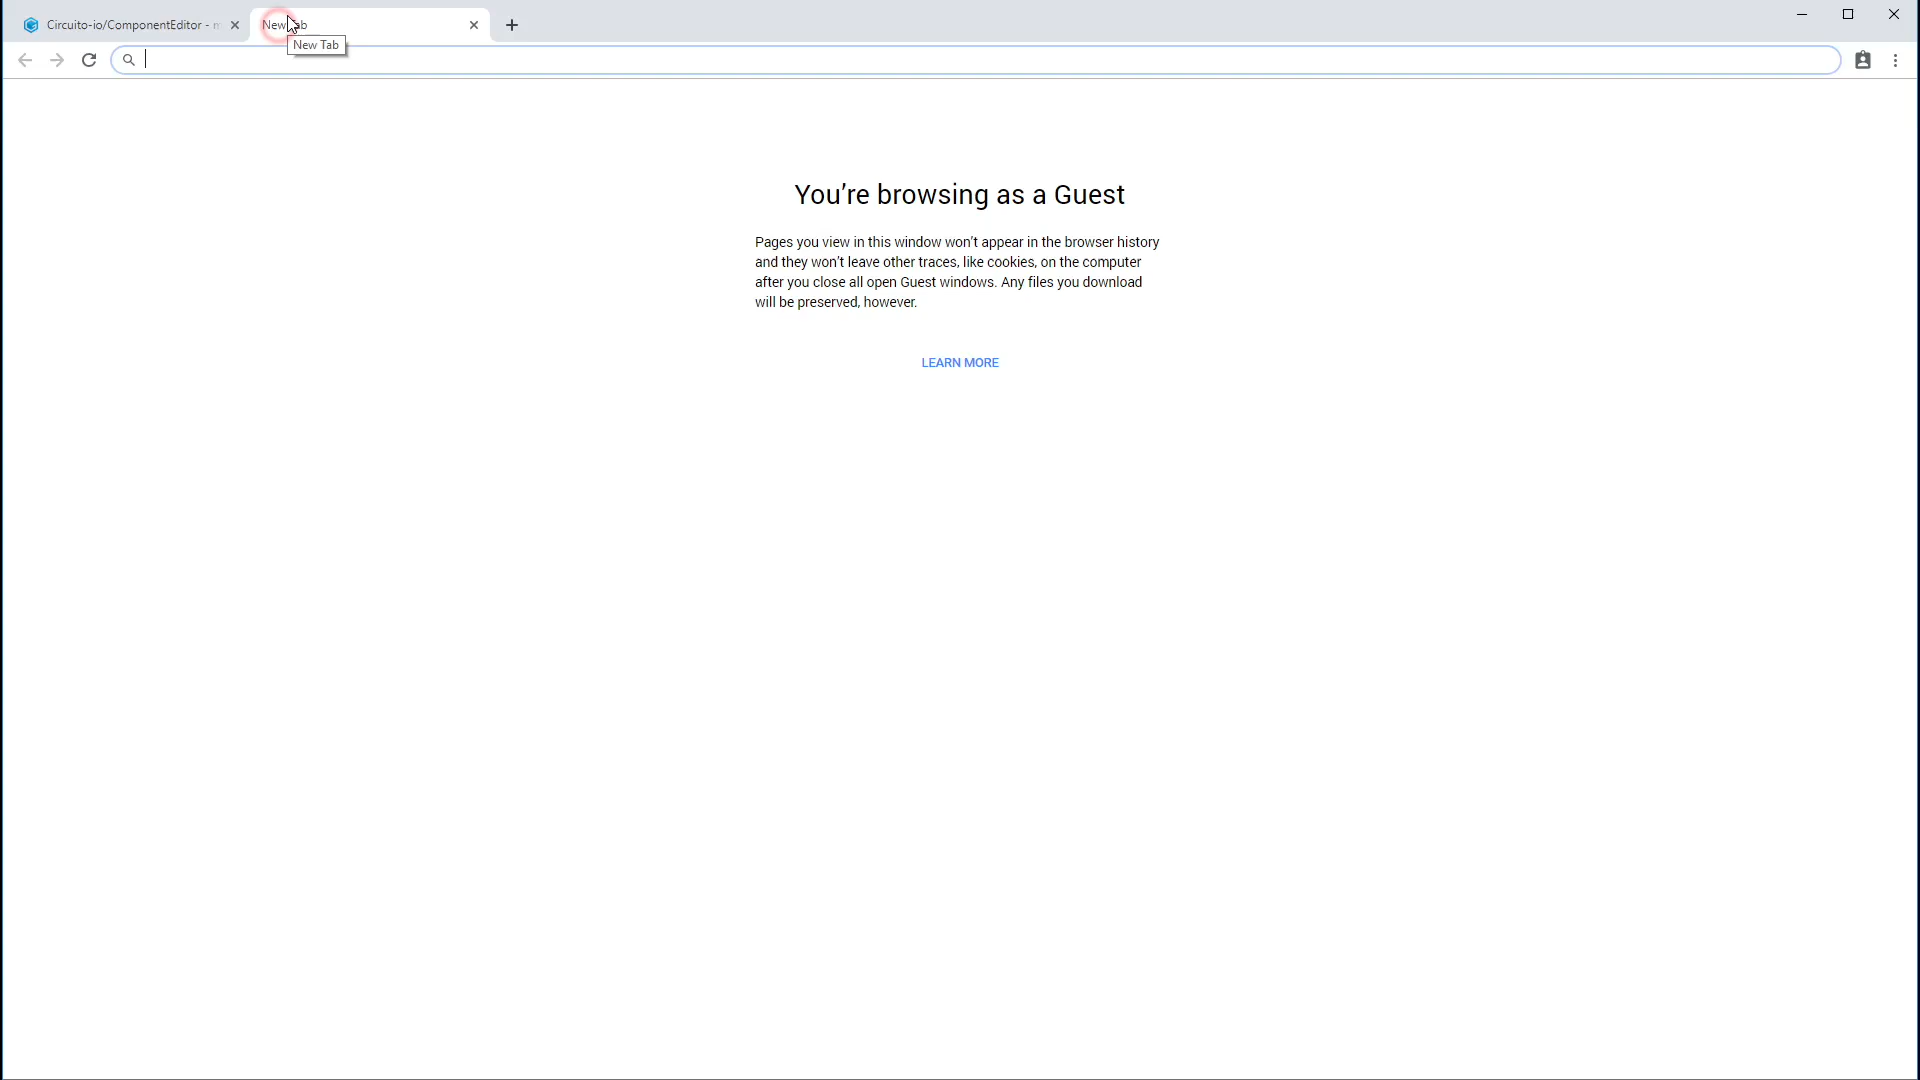 Circuito-io/ComponentEditor - m
New Tab
New Tab
You're browsing as a Guest
Pages you view in this window won't appear in the browser history
and they won't leave other traces, like cookies, on the computer
after you close all open Guest windows. Any files you download
will be preserved, however.
LEARN MORE